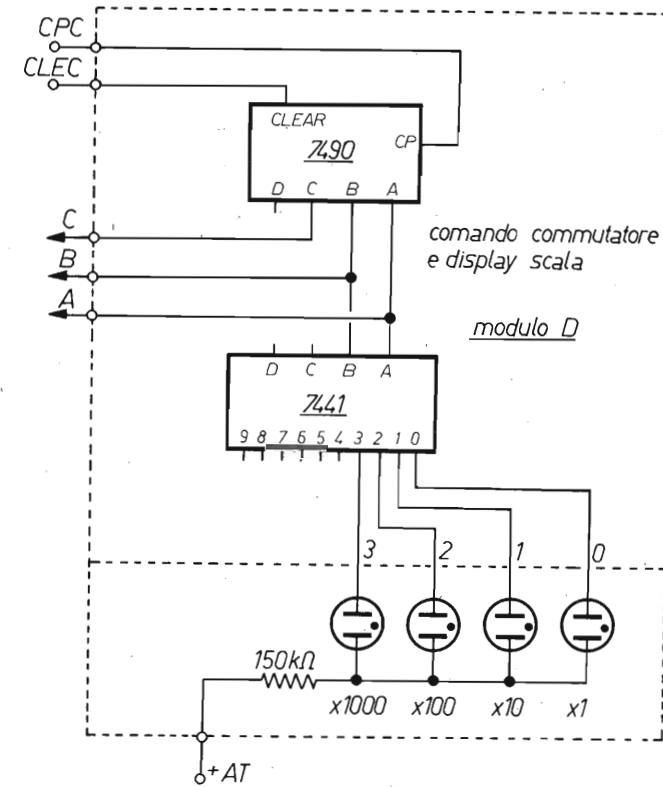 CPC
CLEC
CLEAR
CP
7490
D C B A
C
B
A
comando commutatore
e display scala
modulo D
D C B A
7441
9 8 7 6 5 4 3 2 1 0
3 2 1 0
150kΩ
x1000 x100 x10 x1
+AT